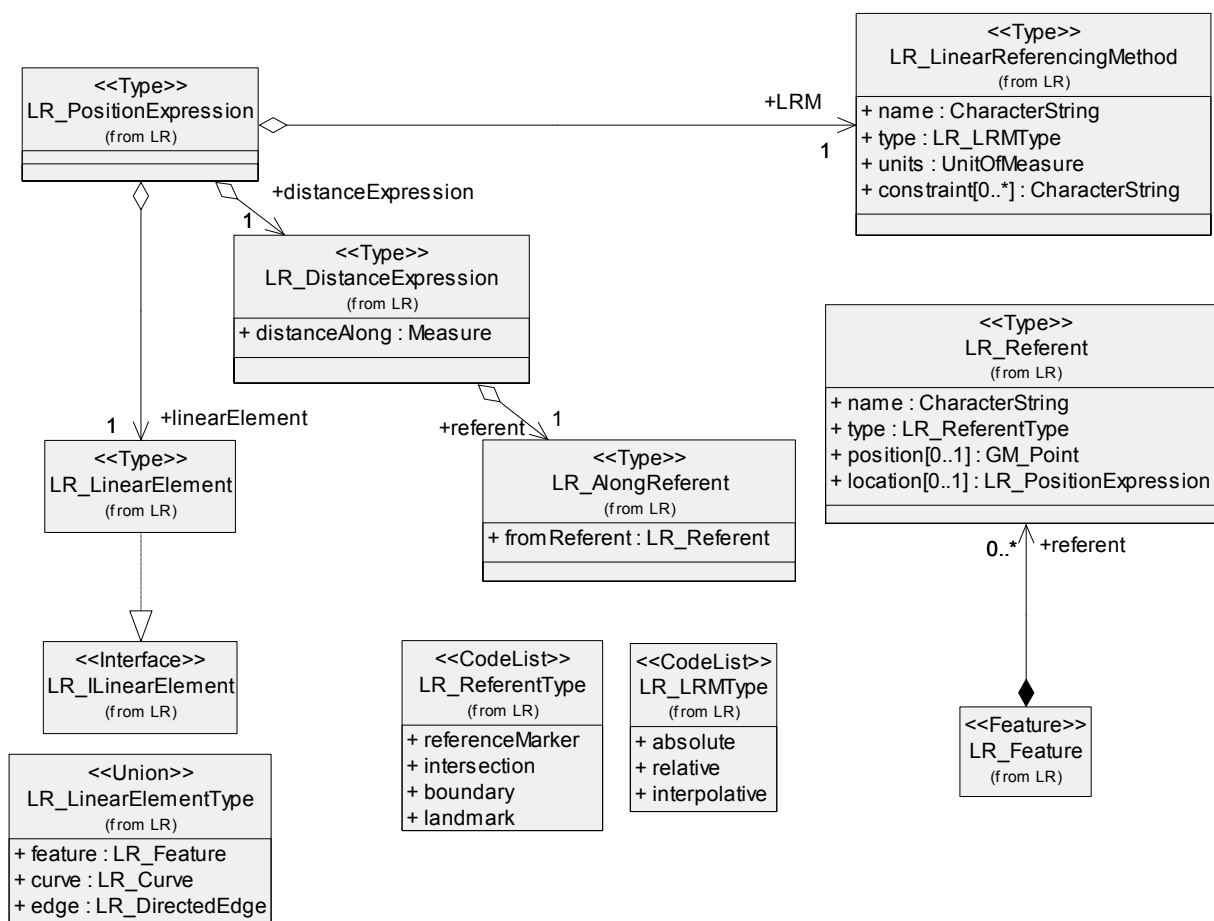 <<Type>>
LR_PositionExpression
(from LR)
<<Type>>
LR_LinearReferencingMethod
(from LR)
+ name : CharacterString
+ type : LR_LRMType
+ units : UnitOfMeasure
+ constraint[0..*] : CharacterString
+LRM
1
+distanceExpression
1
<<Type>>
LR_DistanceExpression
(from LR)
+ distanceAlong : Measure
+linearElement
1
<<Type>>
LR_LinearElement
(from LR)
+referent
1
<<Type>>
LR_AlongReferent
(from LR)
+ fromReferent : LR_Referent
<<Type>>
LR_Referent
(from LR)
+ name : CharacterString
+ type : LR_ReferentType
+ position[0..1] : GM_Point
+ location[0..1] : LR_PositionExpression
0..*
+referent
<<Interface>>
LR_ILinearElement
(from LR)
<<CodeList>>
LR_ReferentType
(from LR)
+ referenceMarker
+ intersection
+ boundary
+ landmark
<<CodeList>>
LR_LRMType
(from LR)
+ absolute
+ relative
+ interpolative
<<Feature>>
LR_Feature
(from LR)
<<Union>>
LR_LinearElementType
(from LR)
+ feature : LR_Feature
+ curve : LR_Curve
+ edge : LR_DirectedEdge